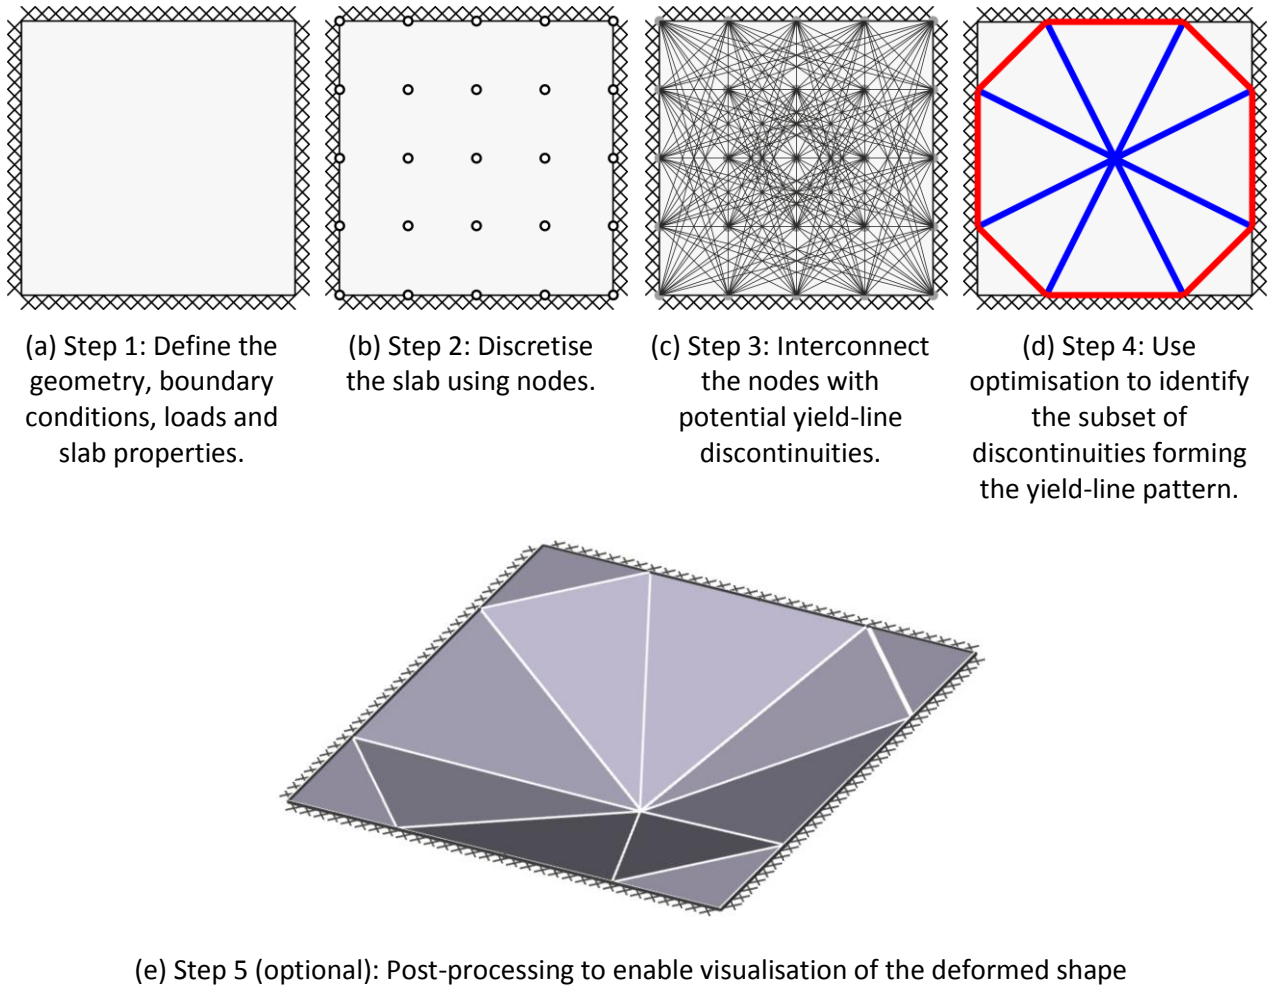 (a) Step 1: Define the
geometry, boundary
conditions, loads and
slab properties.
(b) Step 2: Discretise
the slab using nodes.
(c) Step 3: Interconnect
the nodes with
potential yield-line
discontinuities.
(d) Step 4: Use
optimisation to identify
the subset of
discontinuities forming
the yield-line pattern.
(e) Step 5 (optional): Post-processing to enable visualisation of the deformed shape